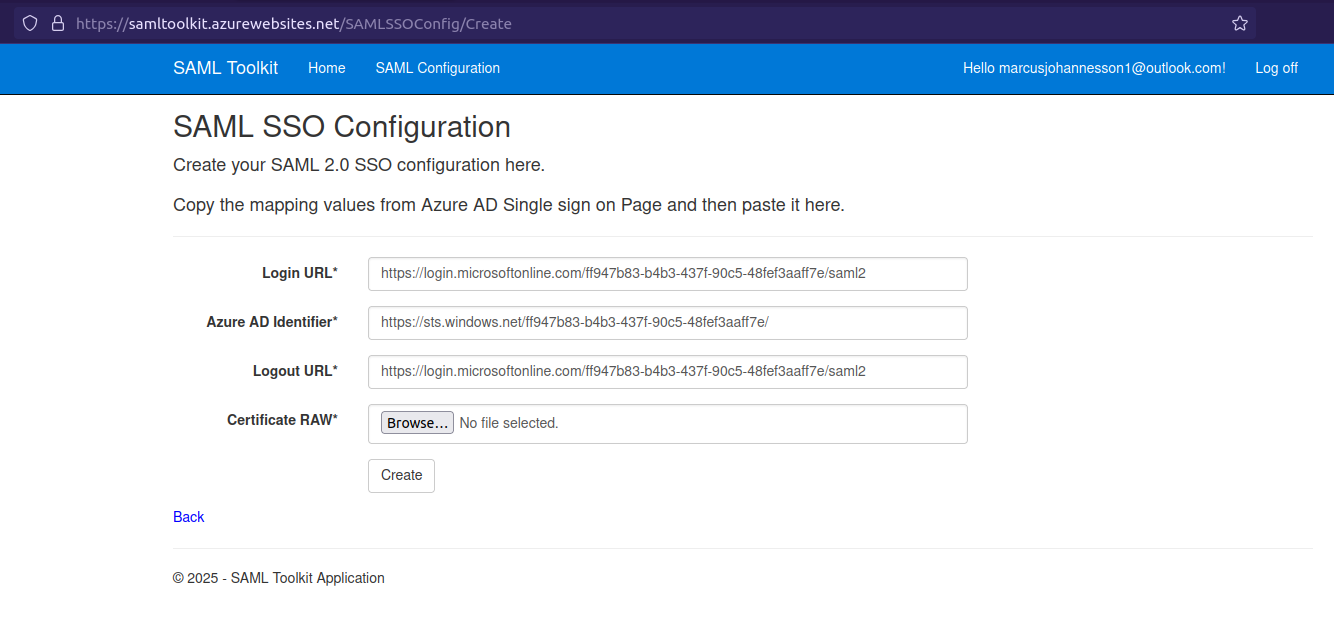 https://samltoolkit.azurewebsites.net/SAMLSSOConfig/Create
SAML Toolkit Home SAML Configuration Hello marcusjohannesson1@outlook.com! Log off
SAML SSO Configuration
Create your SAML 2.0 SSO configuration here.
Copy the mapping values from Azure AD Single sign on Page and then paste it here.
Login URL* https://login.microsoftonline.com/ff947b83-b4b3-437f-90c5-48fef3aaff7e/saml2
Azure AD Identifier* https://sts.windows.net/ff947b83-b4b3-437f-90c5-48fef3aaff7e/
Logout URL* https://login.microsoftonline.com/ff947b83-b4b3-437f-90c5-48fef3aaff7e/saml2
Certificate RAW* Browse... No file selected.
Create
Back
© 2025 - SAML Toolkit Application